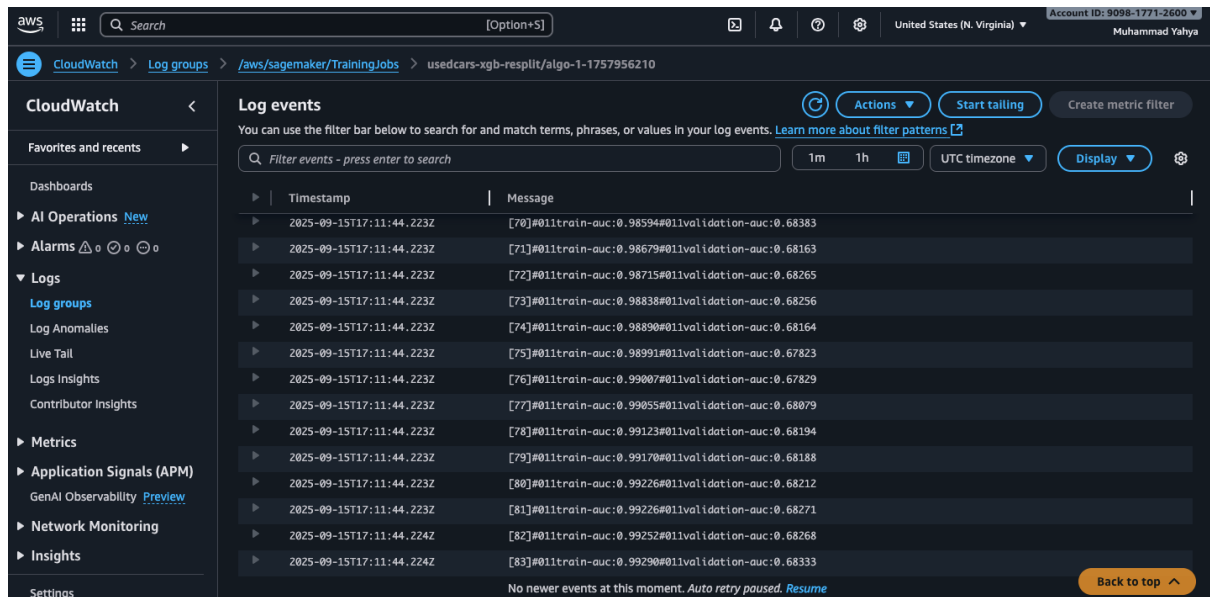 aws
Search [Option+S]
United States (N. Virginia) ▼
Account ID: 9098-1771-2600 ▼
Muhammad Yahya
CloudWatch > Log groups > /aws/sagemaker/TrainingJobs > usedcars-xgb-resplit/algo-1-1757956210
CloudWatch
Favorites and recents
Dashboards
AI Operations New
Alarms 0 0 0
Logs
Log groups
Log Anomalies
Live Tail
Logs Insights
Contributor Insights
Metrics
Application Signals (APM)
GenAI Observability Preview
Network Monitoring
Insights
Settings
Log events
Actions ▼
Start tailing
Create metric filter
You can use the filter bar below to search for and match terms, phrases, or values in your log events. Learn more about filter patterns
Filter events - press enter to search
1m 1h
UTC timezone ▼
Display ▼
Timestamp Message
2025-09-15T17:11:44.223Z [70]#011train-auc:0.98594#011validation-auc:0.68383
2025-09-15T17:11:44.223Z [71]#011train-auc:0.98679#011validation-auc:0.68163
2025-09-15T17:11:44.223Z [72]#011train-auc:0.98715#011validation-auc:0.68265
2025-09-15T17:11:44.223Z [73]#011train-auc:0.98838#011validation-auc:0.68256
2025-09-15T17:11:44.223Z [74]#011train-auc:0.98890#011validation-auc:0.68164
2025-09-15T17:11:44.223Z [75]#011train-auc:0.98991#011validation-auc:0.67823
2025-09-15T17:11:44.223Z [76]#011train-auc:0.99007#011validation-auc:0.67829
2025-09-15T17:11:44.223Z [77]#011train-auc:0.99055#011validation-auc:0.68079
2025-09-15T17:11:44.223Z [78]#011train-auc:0.99123#011validation-auc:0.68194
2025-09-15T17:11:44.223Z [79]#011train-auc:0.99170#011validation-auc:0.68188
2025-09-15T17:11:44.223Z [80]#011train-auc:0.99226#011validation-auc:0.68212
2025-09-15T17:11:44.223Z [81]#011train-auc:0.99226#011validation-auc:0.68271
2025-09-15T17:11:44.224Z [82]#011train-auc:0.99252#011validation-auc:0.68268
2025-09-15T17:11:44.224Z [83]#011train-auc:0.99290#011validation-auc:0.68333
No newer events at this moment. Auto retry paused. Resume
Back to top